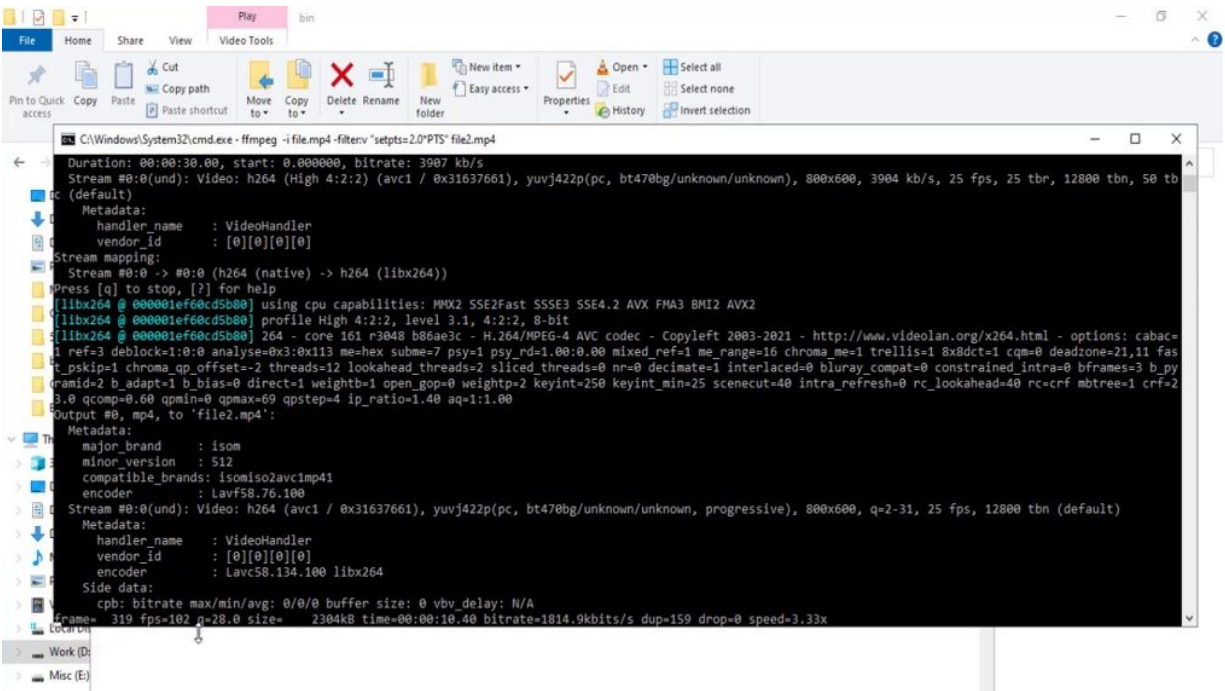 Play
bin
File
Home
Share
View
Video Tools
Pin to Quick access
Copy
Paste
Cut
Copy path
Paste shortcut
Move to
Copy to
Delete
Rename
New folder
New item
Easy access
Properties
Open
Edit
History
Select all
Select none
Invert selection
C:\Windows\System32\cmd.exe - ffmpeg -i file.mp4 -filter:v "setpts=2.0*PTS" file2.mp4
Duration: 00:00:30.00, start: 0.000000, bitrate: 3907 kb/s
Stream #0:0(und): Video: h264 (High 4:2:2) (avc1 / 0x31637661), yuvj422p(pc, bt470bg/unknown/unknown), 800x600, 3904 kb/s, 25 fps, 25 tbr, 12800 tbn, 50 tb
c (default)
Metadata:
handler_name : VideoHandler
vendor_id : [0][0][0][0]
Stream mapping:
Stream #0:0 -> #0:0 (h264 (native) -> h264 (libx264))
Press [q] to stop, [?] for help
[libx264 @ 000001ef60cd5b80] using cpu capabilities: MMX2 SSE2Fast SSSE3 SSE4.2 AVX FMA3 BMI2 AVX2
[libx264 @ 000001ef60cd5b80] profile High 4:2:2, level 3.1, 4:2:2, 8-bit
[libx264 @ 000001ef60cd5b80] 264 - core 161 r3048 b86ae3c - H.264/MPEG-4 AVC codec - Copyleft 2003-2021 - http://www.videolan.org/x264.html - options: cabac=
1 ref=3 deblock=1:0:0 analyse=0x3:0x113 me=hex subme=7 psy=1 psy_rd=1.00:0.00 mixed_ref=1 me_range=16 chroma_me=1 trellis=1 8x8dct=1 cqm=0 deadzone=21,11 fas
t_pskip=1 chroma_qp_offset=-2 threads=12 lookahead_threads=2 sliced_threads=0 nr=0 decimate=1 interlaced=0 bluray_compat=0 constrained_intra=0 bframes=3 b_py
ramid=2 b_adapt=1 b_bias=0 direct=1 weightb=1 open_gop=0 weightp=2 keyint=250 keyint_min=25 scenecut=40 intra_refresh=0 rc_lookahead=40 rc=crf mbtree=1 crf=2
3.0 qcomp=0.60 qpmin=0 qpmax=69 qpstep=4 ip_ratio=1.40 aq=1:1.00
Output #0, mp4, to 'file2.mp4':
Metadata:
major_brand : isom
minor_version : 512
compatible_brands: isomiso2avc1mp41
encoder : Lavf58.76.100
Stream #0:0(und): Video: h264 (avc1 / 0x31637661), yuvj422p(pc, bt470bg/unknown/unknown, progressive), 800x600, q=2-31, 25 fps, 12800 tbn (default)
Metadata:
handler_name : VideoHandler
vendor_id : [0][0][0][0]
encoder : Lavc58.134.100 libx264
Side data:
cpb: bitrate max/min/avg: 0/0/0 buffer size: 0 vbv_delay: N/A
frame= 319 fps=102 q=28.0 size= 2304kB time=00:00:10.40 bitrate=1814.9kbits/s dup=159 drop=0 speed=3.33x
Th
Local Dis
Work (D:
Misc (E:)